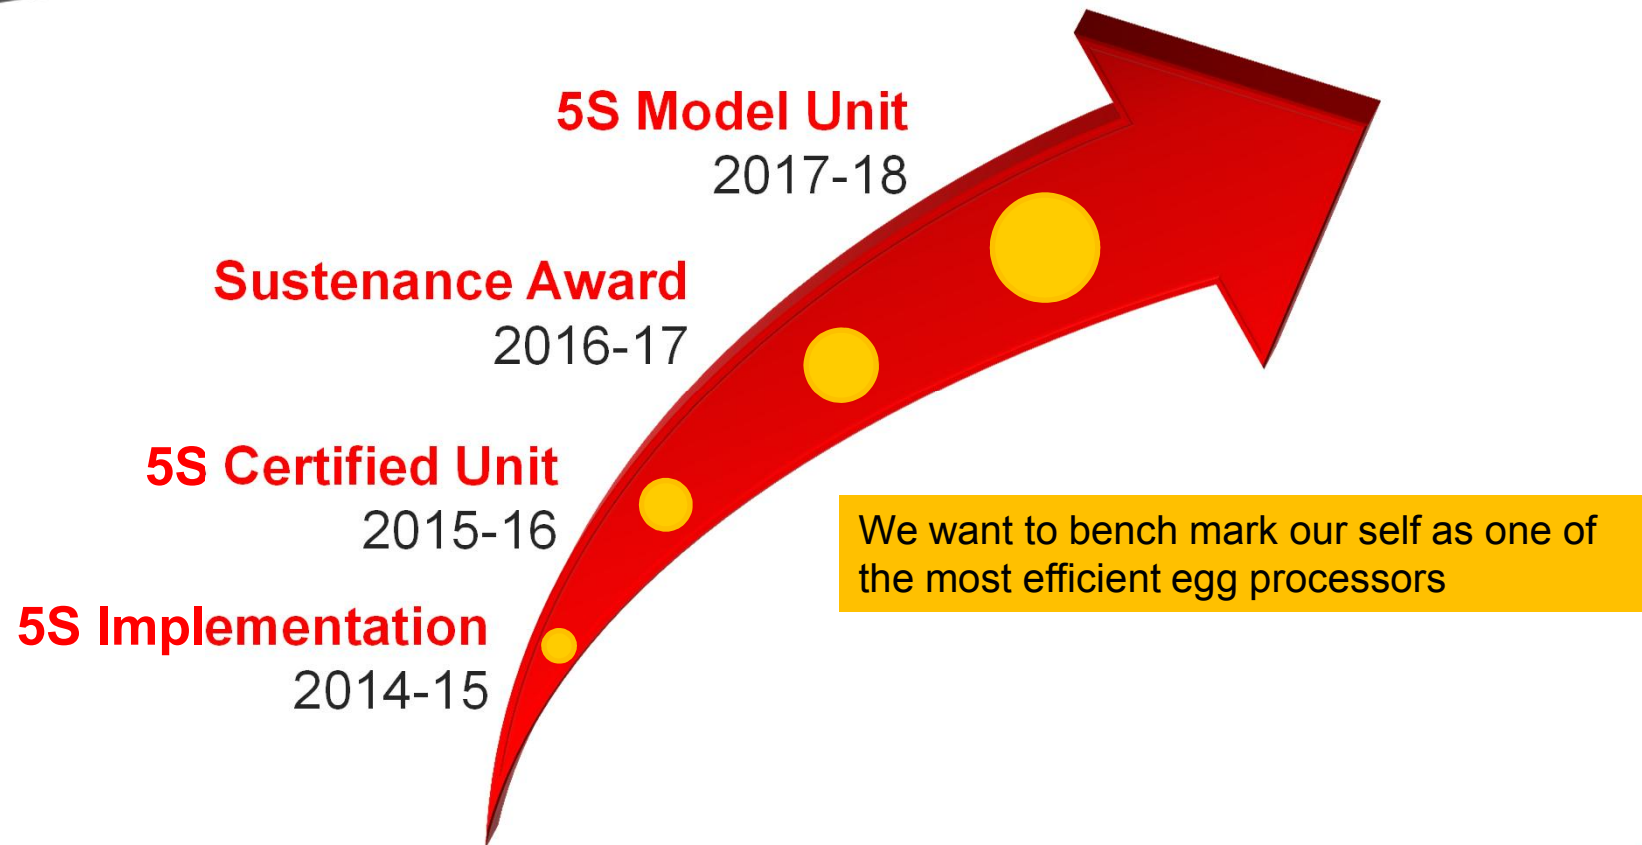 5S Model Unit
2017-18
Sustenance Award
2016-17
5S Certified Unit
2015-16
5S Implementation
2014-15
We want to bench mark our self as one of
the most efficient egg processors